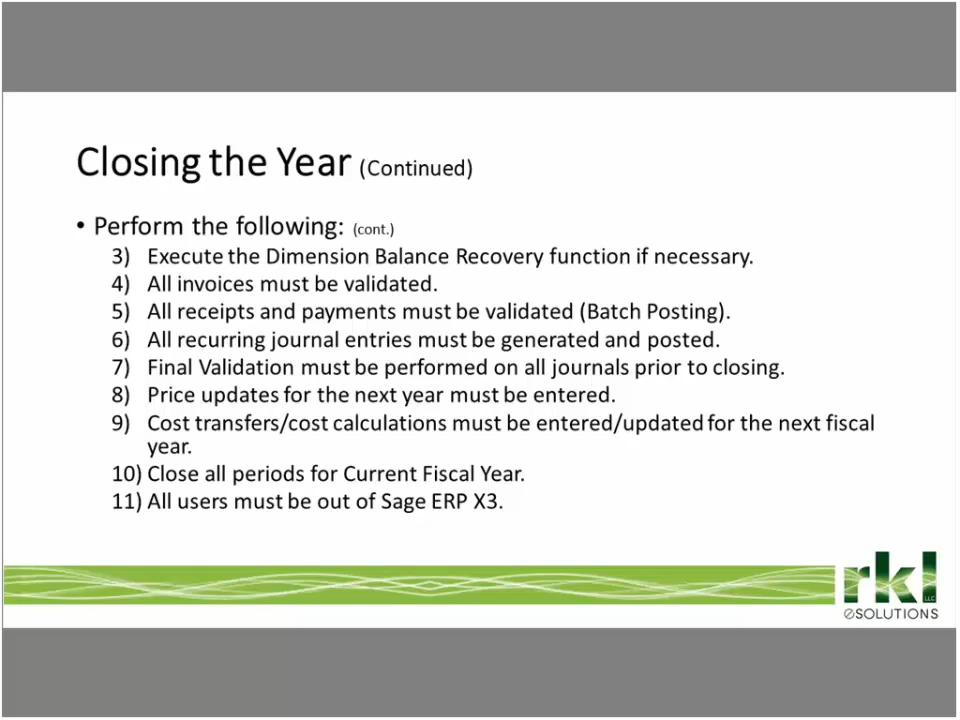 Closing the Year (Continued)
• Perform the following: (cont.)
3) Execute the Dimension Balance Recovery function if necessary.
4) All invoices must be validated.
5) All receipts and payments must be validated (Batch Posting).
6) All recurring journal entries must be generated and posted.
7) Final Validation must be performed on all journals prior to closing.
8) Price updates for the next year must be entered.
9) Cost transfers/cost calculations must be entered/updated for the next fiscal
year.
10) Close all periods for Current Fiscal Year.
11) All users must be out of Sage ERP X3.
rkl LLC
eSOLUTIONS